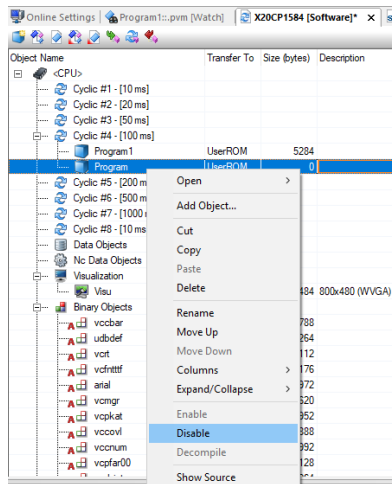 Online Settings Program1::.pvm [Watch] X20CP1584 [Software]* ×
Object Name Transfer To Size (bytes) Description
<CPU>
Cyclic #1 - [10 ms]
Cyclic #2 - [20 ms]
Cyclic #3 - [50 ms]
Cyclic #4 - [100 ms]
Program1 UserROM 5284
Program UserROM 0
Cyclic #5 - [200 m
Cyclic #6 - [500 m
Cyclic #7 - [1000
Cyclic #8 - [10 ms
Data Objects
Nc Data Objects
Visualization
Visu 484 800x480 (WVGA)
Binary Objects
vccbar 788
udbdef 264
vcrt 112
vcfntttf 176
arial 972
vcmgr 620
vcpkat 952
vccovl 388
vccnum 992
vcpfar00 128
Open >
Add Object...
Cut
Copy
Paste
Delete
Rename
Move Up
Move Down
Columns >
Expand/Collapse >
Enable
Disable
Decompile
Show Source